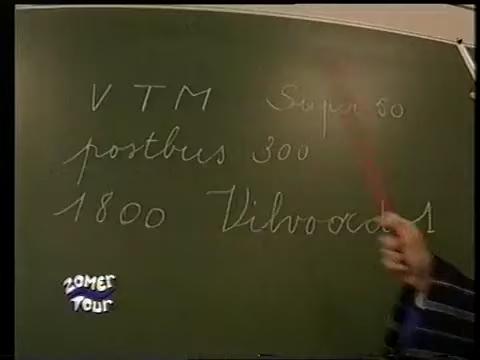 VTM Super 50
postbus 300
1800 Vilvoorde 1
ZOMER
TOUR